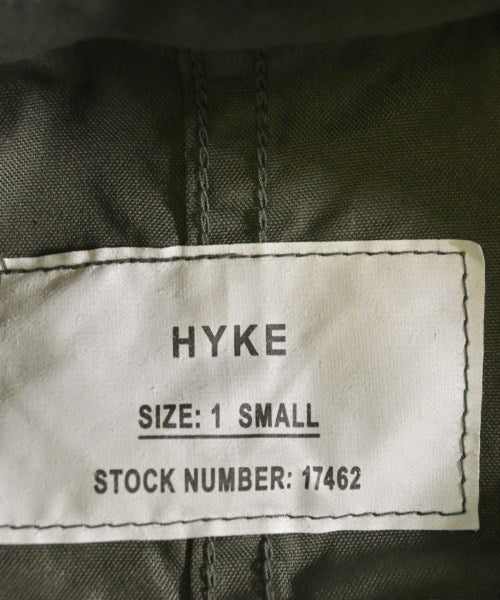 HYKE
SIZE: 1 SMALL
STOCK NUMBER: 17462